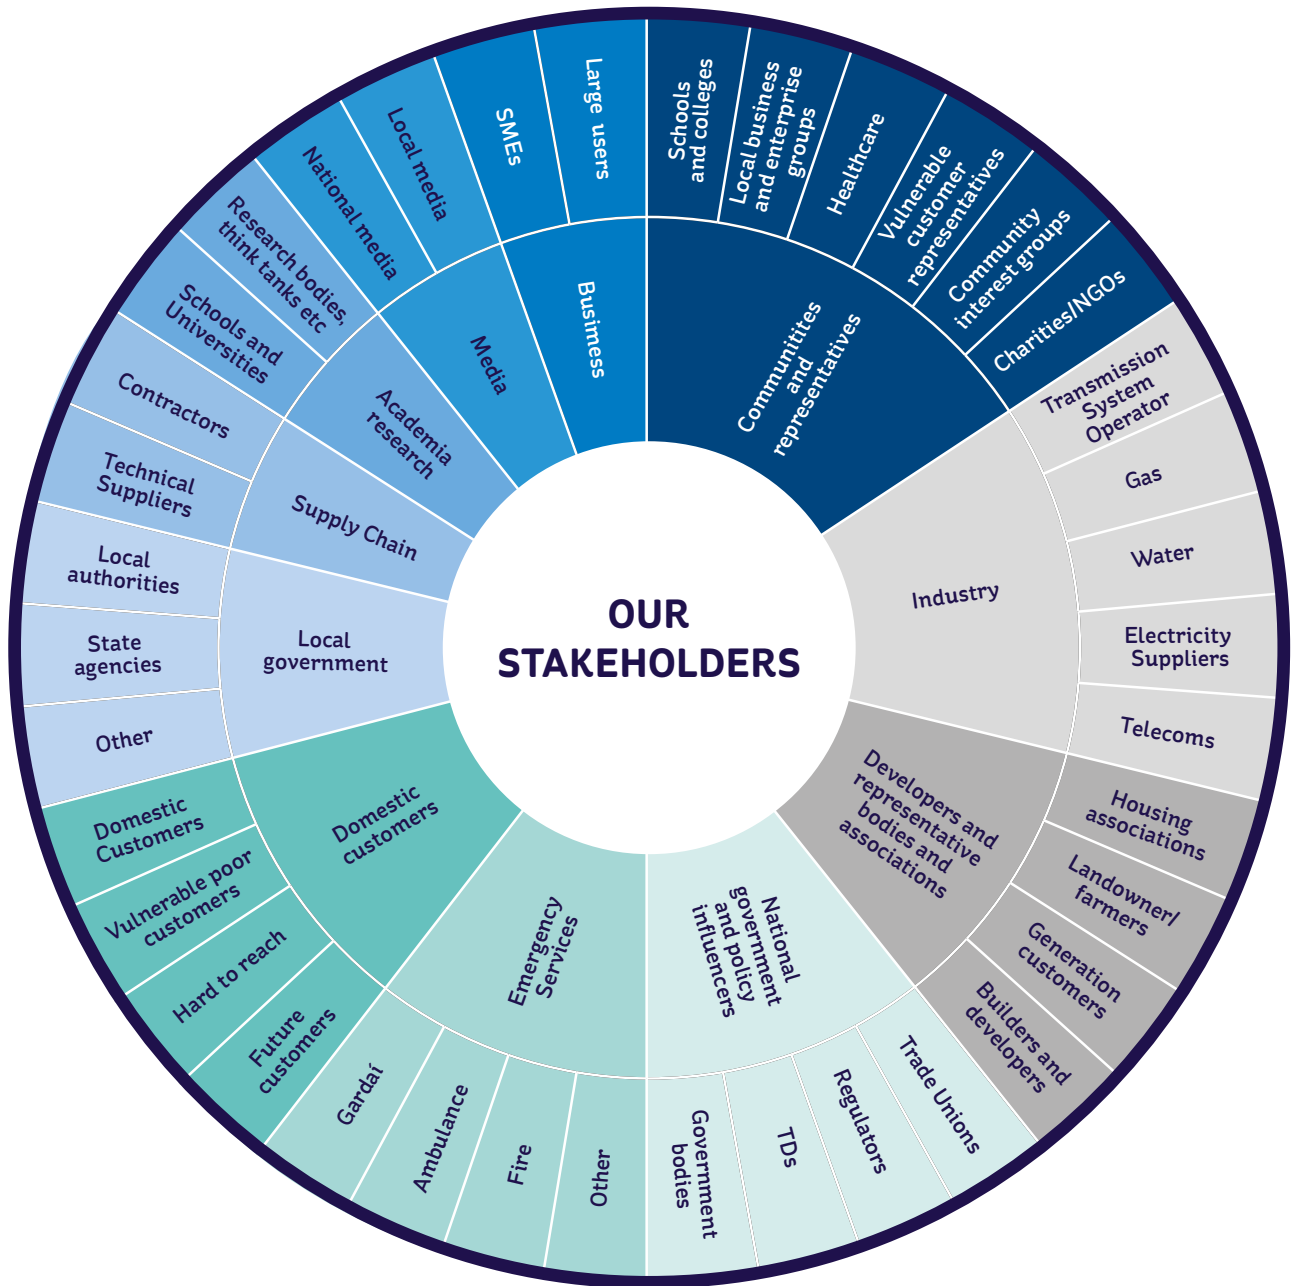 OUR
STAKEHOLDERS
Communitites
and
representatives
Schools
and colleges
Local business
and enterprise
groups
Healthcare
Vulnerable
customer
representatives
Community
interest groups
Charities/NGOs
Industry
Transmission
System
Operator
Gas
Water
Electricity
Suppliers
Telecoms
Developers and
representative
bodies and
associations
Housing
associations
Landowner/
farmers
Generation
customers
Builders and
developers
National
government
and policy
influencers
Trade Unions
Regulators
TDs
Government
bodies
Emergency
Services
Other
Fire
Ambulance
Gardaí
Domestic
customers
Future
customers
Hard to reach
Vulnerable poor
customers
Domestic
Customers
Local
government
Other
State
agencies
Local
authorities
Supply Chain
Technical
Suppliers
Contractors
Academia
research
Schools and
Universities
Research bodies,
think tanks etc
Media
National media
Local media
Busimess
SMEs
Large users